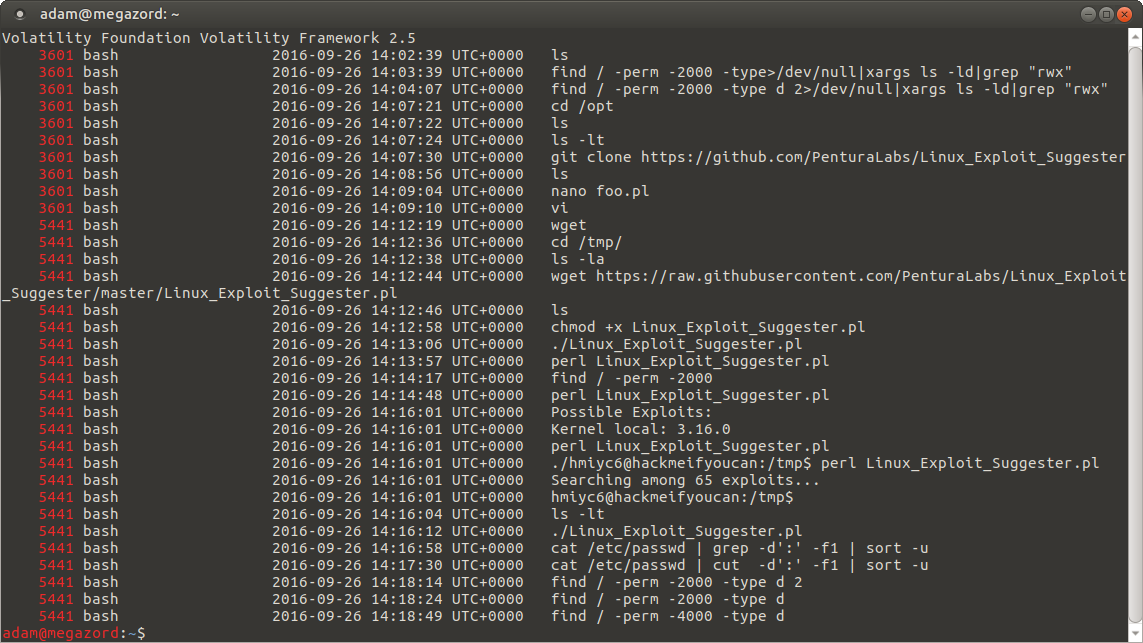 adam@megazord: ~
Volatility Foundation Volatility Framework 2.5
3601 bash 2016-09-26 14:02:39 UTC+0000 ls
3601 bash 2016-09-26 14:03:39 UTC+0000 find / -perm -2000 -type>/dev/null|xargs ls -ld|grep "rwx"
3601 bash 2016-09-26 14:04:07 UTC+0000 find / -perm -2000 -type d 2>/dev/null|xargs ls -ld|grep "rwx"
3601 bash 2016-09-26 14:07:21 UTC+0000 cd /opt
3601 bash 2016-09-26 14:07:22 UTC+0000 ls
3601 bash 2016-09-26 14:07:24 UTC+0000 ls -lt
3601 bash 2016-09-26 14:07:30 UTC+0000 git clone https://github.com/PenturaLabs/Linux_Exploit_Suggester
3601 bash 2016-09-26 14:08:56 UTC+0000 ls
3601 bash 2016-09-26 14:09:04 UTC+0000 nano foo.pl
3601 bash 2016-09-26 14:09:10 UTC+0000 vi
5441 bash 2016-09-26 14:12:19 UTC+0000 wget
5441 bash 2016-09-26 14:12:36 UTC+0000 cd /tmp/
5441 bash 2016-09-26 14:12:38 UTC+0000 ls -la
5441 bash 2016-09-26 14:12:44 UTC+0000 wget https://raw.githubusercontent.com/PenturaLabs/Linux_Exploit
_Suggester/master/Linux_Exploit_Suggester.pl
5441 bash 2016-09-26 14:12:46 UTC+0000 ls
5441 bash 2016-09-26 14:12:58 UTC+0000 chmod +x Linux_Exploit_Suggester.pl
5441 bash 2016-09-26 14:13:06 UTC+0000 ./Linux_Exploit_Suggester.pl
5441 bash 2016-09-26 14:13:57 UTC+0000 perl Linux_Exploit_Suggester.pl
5441 bash 2016-09-26 14:14:17 UTC+0000 find / -perm -2000
5441 bash 2016-09-26 14:14:48 UTC+0000 perl Linux_Exploit_Suggester.pl
5441 bash 2016-09-26 14:16:01 UTC+0000 Possible Exploits:
5441 bash 2016-09-26 14:16:01 UTC+0000 Kernel local: 3.16.0
5441 bash 2016-09-26 14:16:01 UTC+0000 perl Linux_Exploit_Suggester.pl
5441 bash 2016-09-26 14:16:01 UTC+0000 ./hmiyc6@hackmeifyoucan:/tmp$ perl Linux_Exploit_Suggester.pl
5441 bash 2016-09-26 14:16:01 UTC+0000 Searching among 65 exploits...
5441 bash 2016-09-26 14:16:01 UTC+0000 hmiyc6@hackmeifyoucan:/tmp$
5441 bash 2016-09-26 14:16:04 UTC+0000 ls -lt
5441 bash 2016-09-26 14:16:12 UTC+0000 ./Linux_Exploit_Suggester.pl
5441 bash 2016-09-26 14:16:58 UTC+0000 cat /etc/passwd | grep -d':' -f1 | sort -u
5441 bash 2016-09-26 14:17:30 UTC+0000 cat /etc/passwd | cut  -d':' -f1 | sort -u
5441 bash 2016-09-26 14:18:14 UTC+0000 find / -perm -2000 -type d 2
5441 bash 2016-09-26 14:18:24 UTC+0000 find / -perm -2000 -type d
5441 bash 2016-09-26 14:18:49 UTC+0000 find / -perm -4000 -type d
adam@megazord:~$